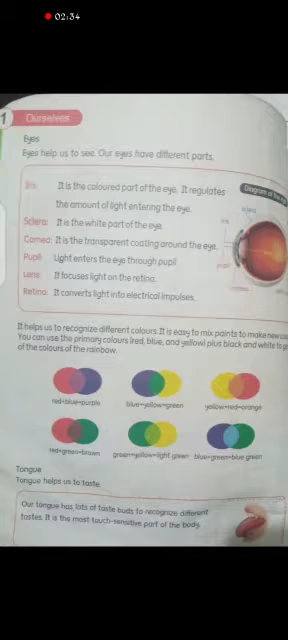 02:34
1 Ourselves
Eyes
Eyes help us to see. Our eyes have different parts.
Iris: It is the coloured part of the eye. It regulates
the amount of light entering the eye.
Sclera: It is the white part of the eye.
Cornea: It is the transparent coating around the eye.
Pupil: Light enters the eye through pupil
Lens: It focuses light on the retina.
Retina: It converts light into electrical impulses.
Diagram of the
sclera
iris
pupil
cornea
It helps us to recognize different colours. It is easy to mix paints to make new
You can use the primary colours (red, blue, and yellow) plus black and white to
of the colours of the rainbow.
red+blue=purple blue+yellow=green yellow+red=orange
red+green=brown green+yellow=light green blue+green=blue green
Tongue
Tongue helps us to taste.
Our tongue has lots of taste buds to recognize different
tastes. It is the most touch-sensitive part of the body.